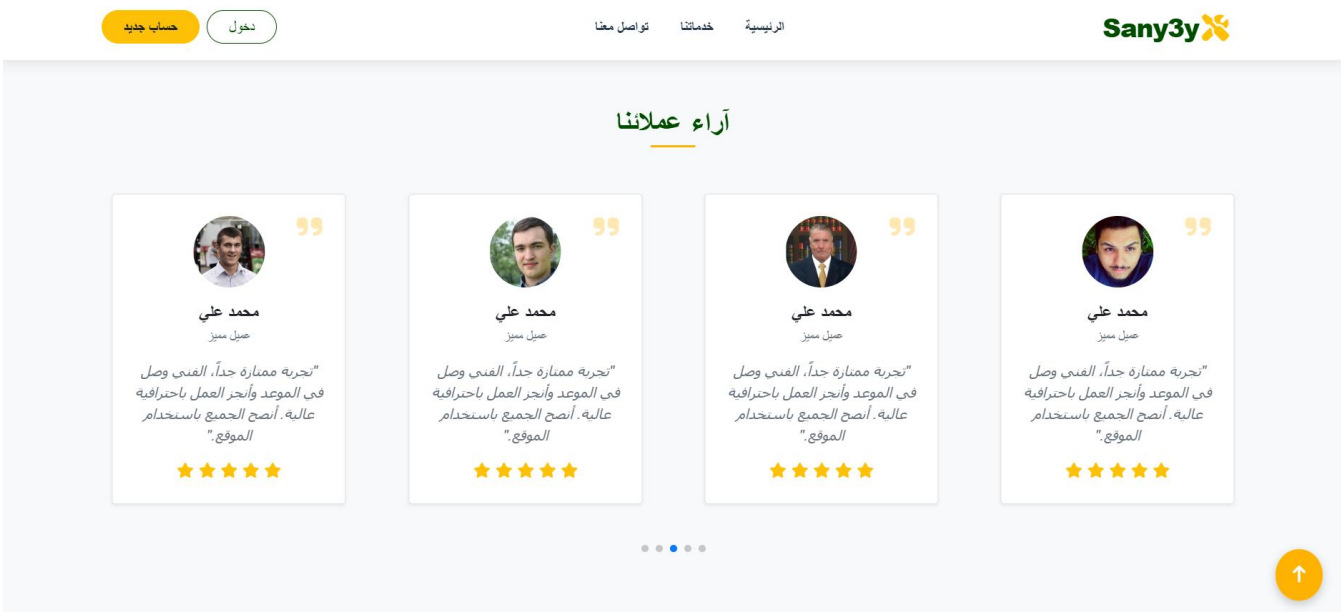 Sany3y
الرئيسية
خدماتنا
تواصل معنا
دخول
حساب جديد
آراء عملائنا
محمد علي
عميل مميز
"تجربة ممتازة جداً، الفني وصل
في الموعد وأنجز العمل باحترافية
عالية. أنصح الجميع باستخدام
الموقع."
محمد علي
عميل مميز
"تجربة ممتازة جداً، الفني وصل
في الموعد وأنجز العمل باحترافية
عالية. أنصح الجميع باستخدام
الموقع."
محمد علي
عميل مميز
"تجربة ممتازة جداً، الفني وصل
في الموعد وأنجز العمل باحترافية
عالية. أنصح الجميع باستخدام
الموقع."
محمد علي
عميل مميز
"تجربة ممتازة جداً، الفني وصل
في الموعد وأنجز العمل باحترافية
عالية. أنصح الجميع باستخدام
الموقع."